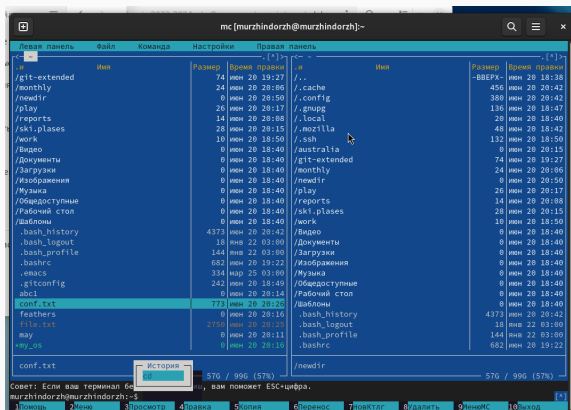 mc [murzhindorzh@murzhindorzh]:~
Левая панель Файл Команда Настройки Правая панель
<— ~ .[^]> <— ~ .[^]>
.и Имя Размер Время правки .и Имя Размер Время правки
/git-extended 74 июн 20 19:27 /.. -ВВЕРХ- июн 20 18:38
/monthly 24 июн 20 20:06 /.cache 456 июн 20 20:42
/newdir 0 июн 20 20:50 /.config 380 июн 20 20:42
/play 26 июн 20 20:17 /.gnupg 136 июн 20 18:47
/reports 14 июн 20 20:08 /.local 20 июн 20 18:40
/ski.plases 28 июн 20 20:15 /.mozilla 48 июн 20 18:42
/work 10 июн 20 18:50 /.ssh 132 июн 20 18:50
/Видео 0 июн 20 18:40 /australia 0 июн 20 20:15
/Документы 0 июн 20 18:40 /git-extended 74 июн 20 19:27
/Загрузки 0 июн 20 18:40 /monthly 24 июн 20 20:06
/Изображения 0 июн 20 18:40 /newdir 0 июн 20 20:50
/Музыка 0 июн 20 18:40 /play 26 июн 20 20:17
/Общедоступные 0 июн 20 18:40 /reports 14 июн 20 20:08
/Рабочий стол 0 июн 20 18:40 /ski.plases 28 июн 20 20:15
/Шаблоны 0 июн 20 18:40 /work 10 июн 20 18:50
.bash_history 4373 июн 20 20:42 /Видео 0 июн 20 18:40
.bash_logout 18 янв 22 03:00 /Документы 0 июн 20 18:40
.bash_profile 144 янв 22 03:00 /Загрузки 0 июн 20 18:40
.bashrc 682 июн 20 19:22 /Изображения 0 июн 20 18:40
.emacs 334 мар 25 03:00 /Музыка 0 июн 20 18:40
.gitconfig 242 июн 20 18:49 /Общедоступные 0 июн 20 18:40
abc1 0 июн 20 20:14 /Рабочий стол 0 июн 20 18:40
conf.txt 773 июн 20 20:26 /Шаблоны 0 июн 20 18:40
feathers 0 июн 20 20:16 .bash_history 4373 июн 20 20:42
file.txt 2750 июн 20 20:25 .bash_logout 18 янв 22 03:00
may 0 июн 20 20:11 .bash_profile 144 янв 22 03:00
*my_os 0 июн 20 20:16 .bashrc 682 июн 20 19:22
conf.txt /newdir
История
cd
57G / 99G (57%) 57G / 99G (57%)
Совет: Если ваш терминал бе , вам поможет ESC+цифра.
murzhindorzh@murzhindorzh:~$ [^]
1Помощь 2Меню 3Просмотр 4Правка 5Копия 6Перенос 7НовКтлг 8Удалить 9МенюMC 10Выход